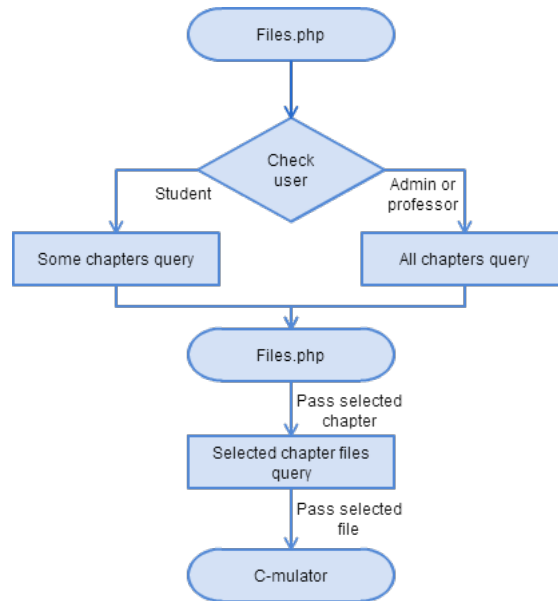 Files.php
Check
user
Student
Admin or
professor
Some chapters query
All chapters query
Files.php
Pass selected
chapter
Selected chapter files
query
Pass selected
file
C-mulator